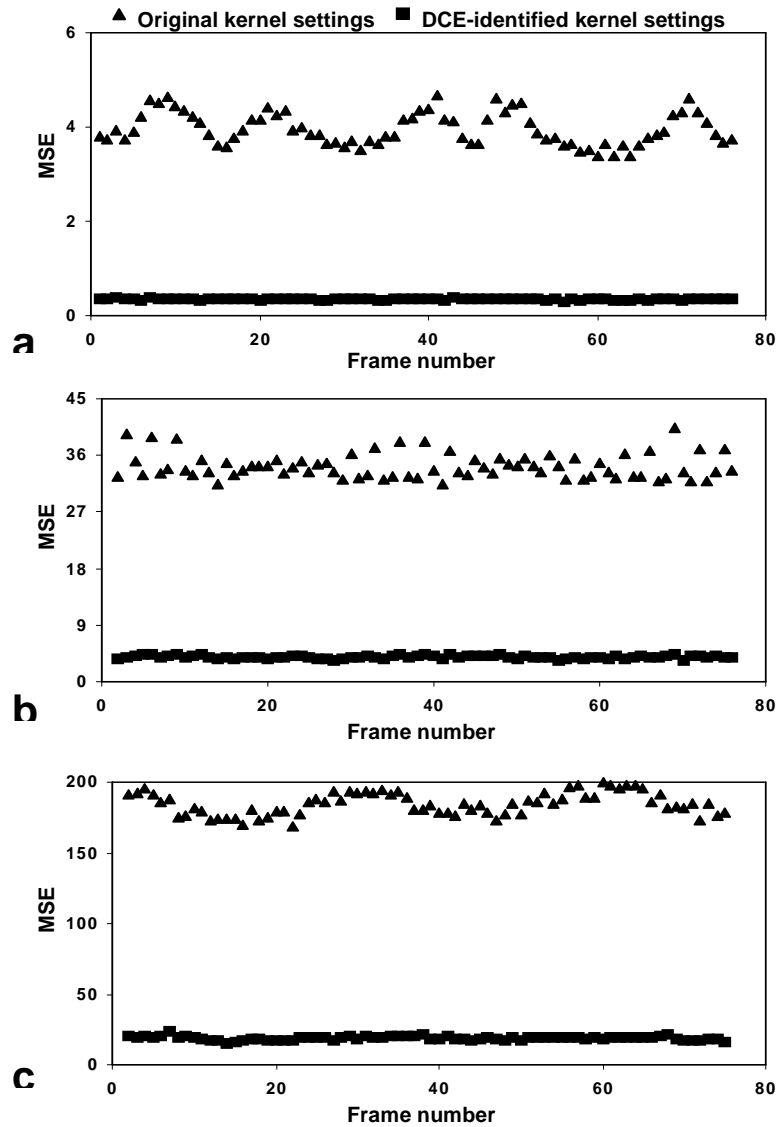 ▲ Original kernel settings ■ DCE-identified kernel settings
6
4
2
0
MSE
0 20 40 60 80
Frame number
a
45
36
27
18
9
0
MSE
0 20 40 60 80
Frame number
b
200
150
100
50
0
MSE
0 20 40 60 80
Frame number
c